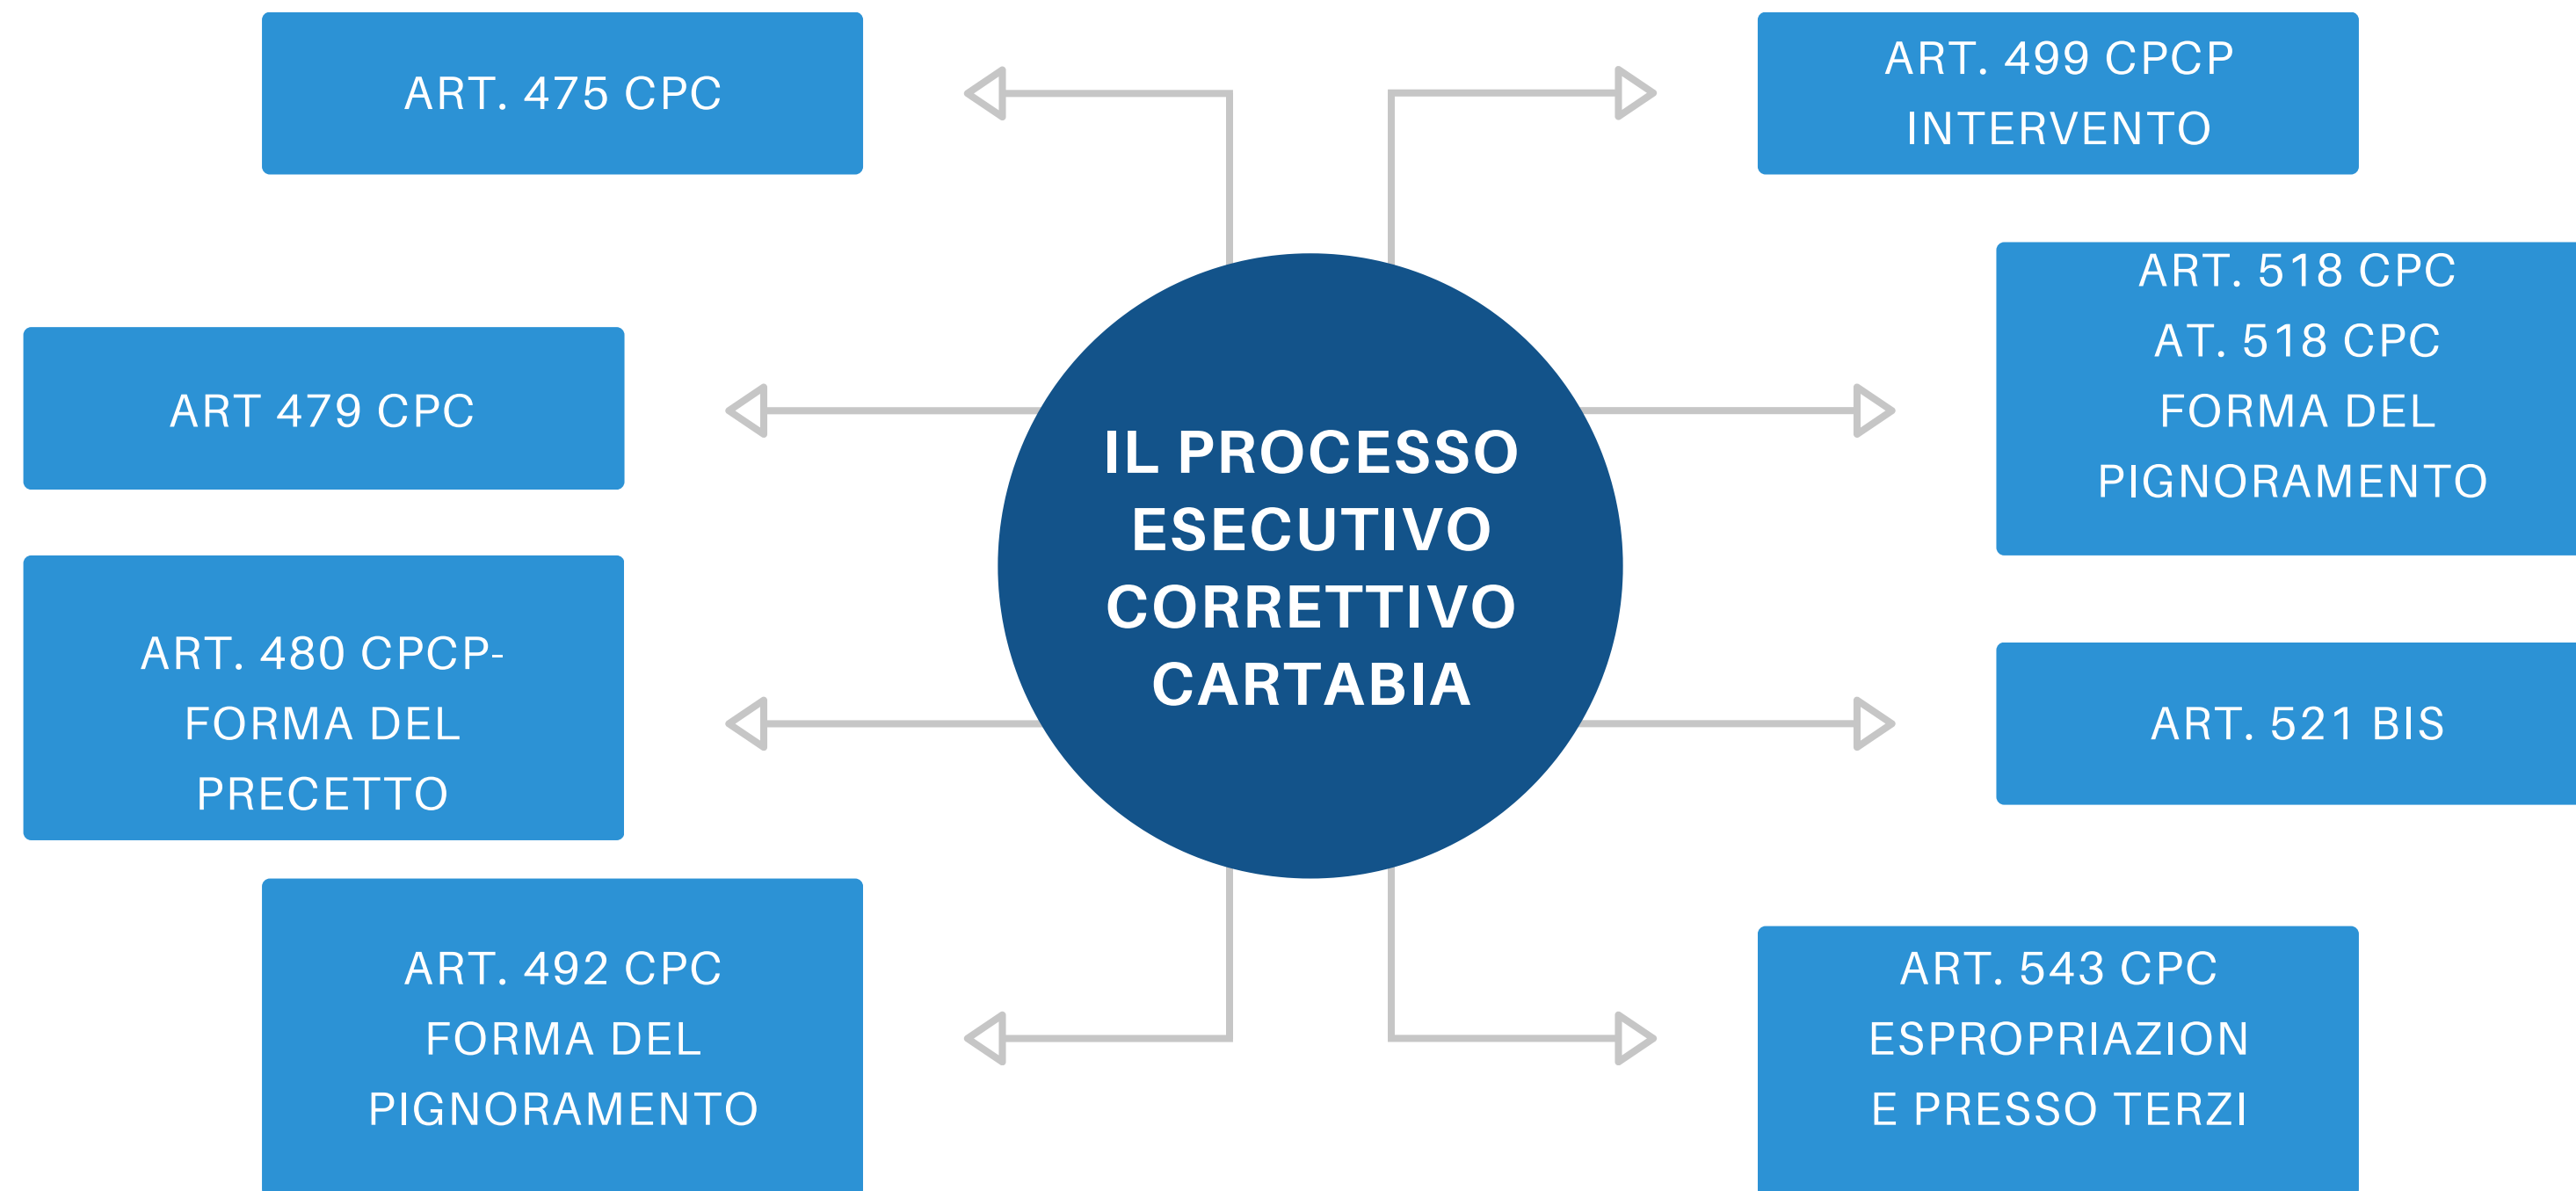 ART. 475 CPC
ART 479 CPC
ART. 480 CPCP-
FORMA DEL
PRECETTO
ART. 492 CPC
FORMA DEL
PIGNORAMENTO
IL PROCESSO
ESECUTIVO
CORRETTIVO
CARTABIA
ART. 499 CPCP
INTERVENTO
ART. 518 CPC
AT. 518 CPC
FORMA DEL
PIGNORAMENTO
ART. 521 BIS
ART. 543 CPC
ESPROPRIAZION
E PRESSO TERZI